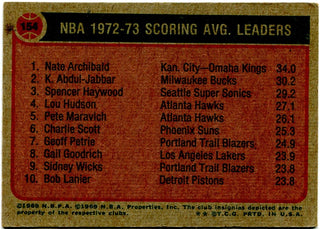 154
NBA 1972-73 SCORING AVG. LEADERS
1. Nate Archibald Kan. City—Omaha Kings 34.0
2. K. Abdul-Jabbar Milwaukee Bucks 30.2
3. Spencer Haywood Seattle Super Sonics 29.2
4. Lou Hudson Atlanta Hawks 27.1
5. Pete Maravich Atlanta Hawks 26.1
6. Charlie Scott Phoenix Suns 25.3
7. Geoff Petrie Portland Trail Blazers 24.9
8. Gail Goodrich Los Angeles Lakers 23.9
9. Sidney Wicks Portland Trail Blazers 23.8
10. Bob Lanier Detroit Pistons 23.8
©1966 N.B.P.A. ©1969 N.B.A. Properties, Inc. The club insignias depicted are the
property of the respective clubs. ✱ ✱ ©T.C.G. PRTD. IN U.S.A.